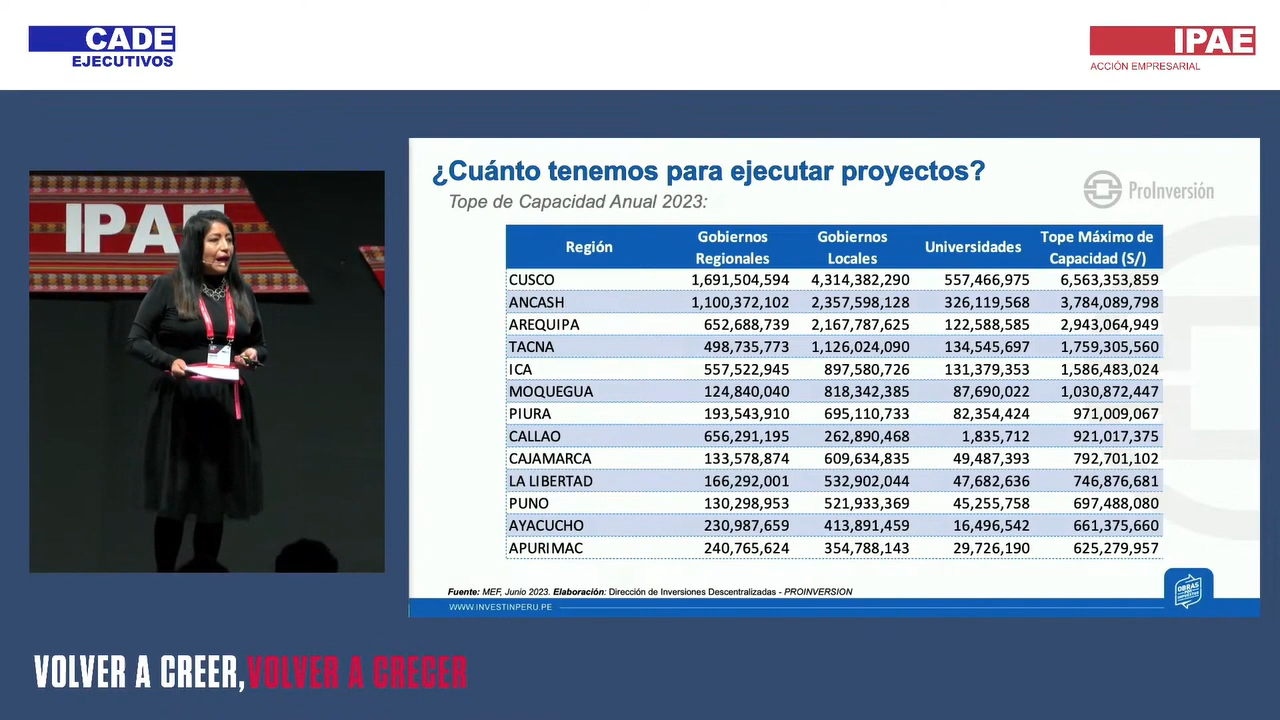 CADE
EJECUTIVOS
IPAE
ACCIÓN EMPRESARIAL
IPAE
¿Cuánto tenemos para ejecutar proyectos?
Tope de Capacidad Anual 2023:
ProInversión
Región Gobiernos Regionales Gobiernos Locales Universidades Tope Máximo de Capacidad (S/)
CUSCO 1,691,504,594 4,314,382,290 557,466,975 6,563,353,859
ANCASH 1,100,372,102 2,357,598,128 326,119,568 3,784,089,798
AREQUIPA 652,688,739 2,167,787,625 122,588,585 2,943,064,949
TACNA 498,735,773 1,126,024,090 134,545,697 1,759,305,560
ICA 557,522,945 897,580,726 131,379,353 1,586,483,024
MOQUEGUA 124,840,040 818,342,385 87,690,022 1,030,872,447
PIURA 193,543,910 695,110,733 82,354,424 971,009,067
CALLAO 656,291,195 262,890,468 1,835,712 921,017,375
CAJAMARCA 133,578,874 609,634,835 49,487,393 792,701,102
LA LIBERTAD 166,292,001 532,902,044 47,682,636 746,876,681
PUNO 130,298,953 521,933,369 45,255,758 697,488,080
AYACUCHO 230,987,659 413,891,459 16,496,542 661,375,660
APURIMAC 240,765,624 354,788,143 29,726,190 625,279,957
Fuente: MEF, Junio 2023. Elaboración: Dirección de Inversiones Descentralizadas - PROINVERSION
WWW.INVESTINPERU.PE
OBRAS
VOLVER A CREER, VOLVER A CRECER